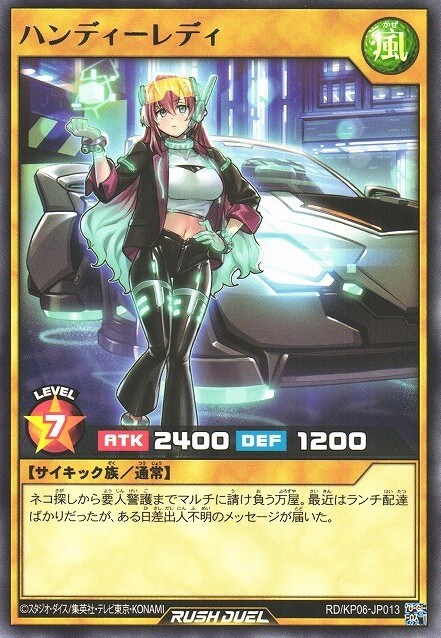 ハンディーレディ
かぜ
風
LEVEL
7
ATK 2400 DEF 1200
【サイキック族／通常】
ネコ探しから要人警護までマルチに請け負う万屋。最近はランチ配達
ばかりだったが、ある日差出人不明のメッセージが届いた。
©スタジオ・ダイス/集英社・テレビ東京・KONAMI
RUSH DUEL
RD/KP06-JP013